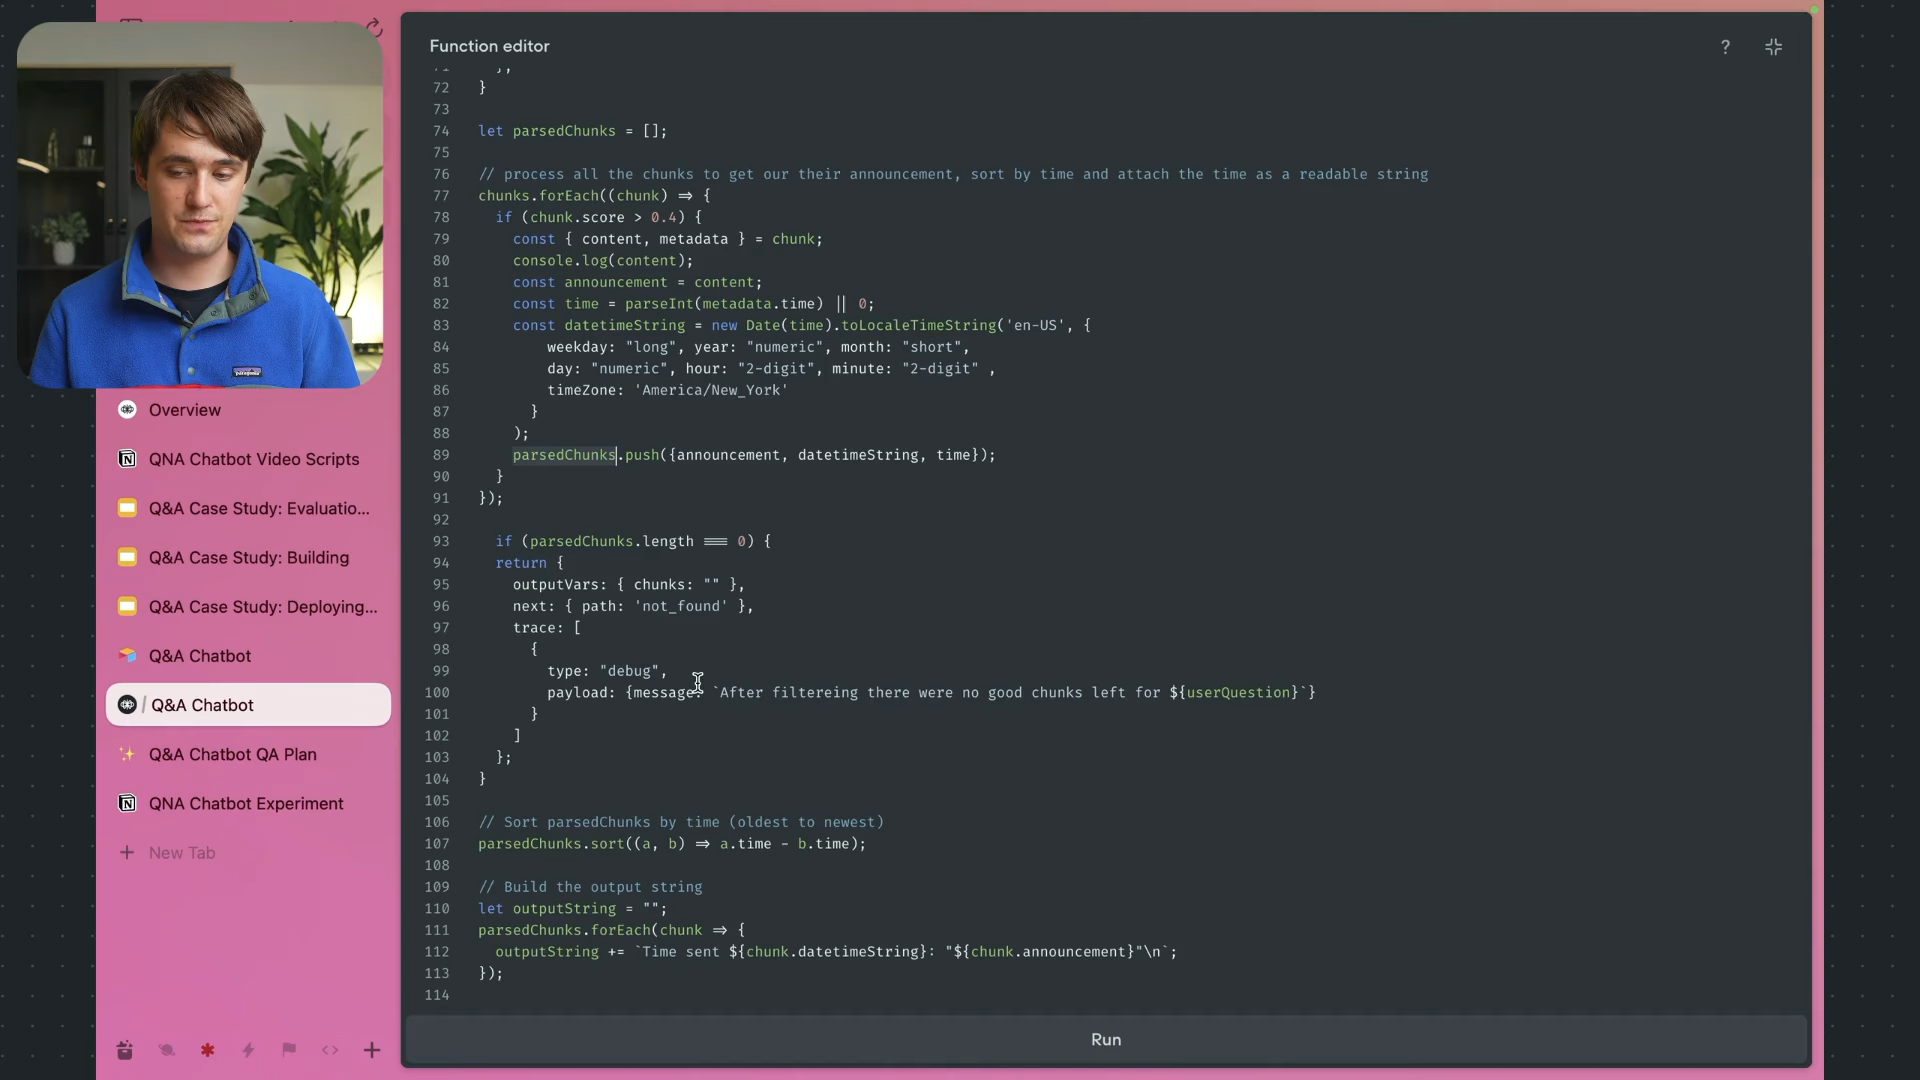 Function editor
?
71 },
72 }
73
74 let parsedChunks = [];
75
76 // process all the chunks to get our their announcement, sort by time and attach the time as a readable string
77 chunks.forEach((chunk) => {
78 if (chunk.score > 0.4) {
79 const { content, metadata } = chunk;
80 console.log(content);
81 const announcement = content;
82 const time = parseInt(metadata.time) || 0;
83 const datetimeString = new Date(time).toLocaleTimeString('en-US', {
84 weekday: "long", year: "numeric", month: "short",
85 day: "numeric", hour: "2-digit", minute: "2-digit" ,
86 timeZone: 'America/New_York'
87 }
88 );
89 parsedChunks.push({announcement, datetimeString, time});
90 }
91 });
92
93 if (parsedChunks.length === 0) {
94 return {
95 outputVars: { chunks: "" },
96 next: { path: 'not_found' },
97 trace: [
98 {
99 type: "debug",
100 payload: {message: `After filtereing there were no good chunks left for ${userQuestion}`}
101 }
102 ]
103 };
104 }
105
106 // Sort parsedChunks by time (oldest to newest)
107 parsedChunks.sort((a, b) => a.time - b.time);
108
109 // Build the output string
110 let outputString = "";
111 parsedChunks.forEach(chunk => {
112 outputString += `Time sent ${chunk.datetimeString}: "${chunk.announcement}"\n`;
113 });
114
Run
patagonia
Overview
QNA Chatbot Video Scripts
Q&A Case Study: Evaluatio...
Q&A Case Study: Building
Q&A Case Study: Deploying...
Q&A Chatbot
/ Q&A Chatbot
Q&A Chatbot QA Plan
QNA Chatbot Experiment
+ New Tab